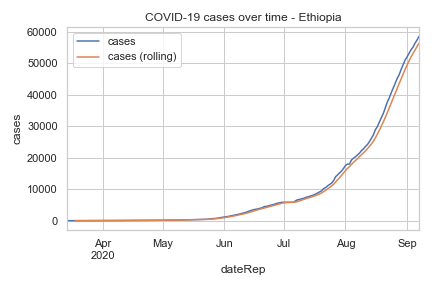 COVID-19 cases over time - Ethiopia
cases
cases (rolling)
60000
50000
40000
30000
20000
10000
0
cases
Apr
2020
May
Jun
Jul
Aug
Sep
dateRep